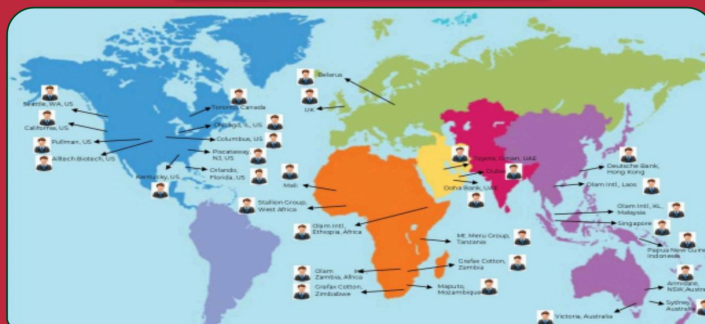 Belarus
UK
Seattle, WA, US
California, US
Pullman, US
Alltech Biotech, US
Kentucky, US
Toronto, Canada
Chicago, IL, US
Columbus, US
Piscataway,
NJ, US
Orlando,
Florida, US
Mali
Stallion Group,
West Africa
Olam Intl.,
Ethiopia, Africa
Olam
Zambia, Africa
Grafax Cotton,
Zimbabwe
Mt. Meru Group,
Tanzania
Grafax Cotton,
Zambia
Maputo,
Mozambique
Toyota,
UAE
Dubai
Doha Bank, UAE
Deutsche Bank,
Hong Kong
Olam Intl., Laos
Olam Intl., KL,
Malaysia
Singapore
Papua New Guinea
Indonesia
Armidale,
NSW, Australia
Sydney,
Australia
Victoria, Australia